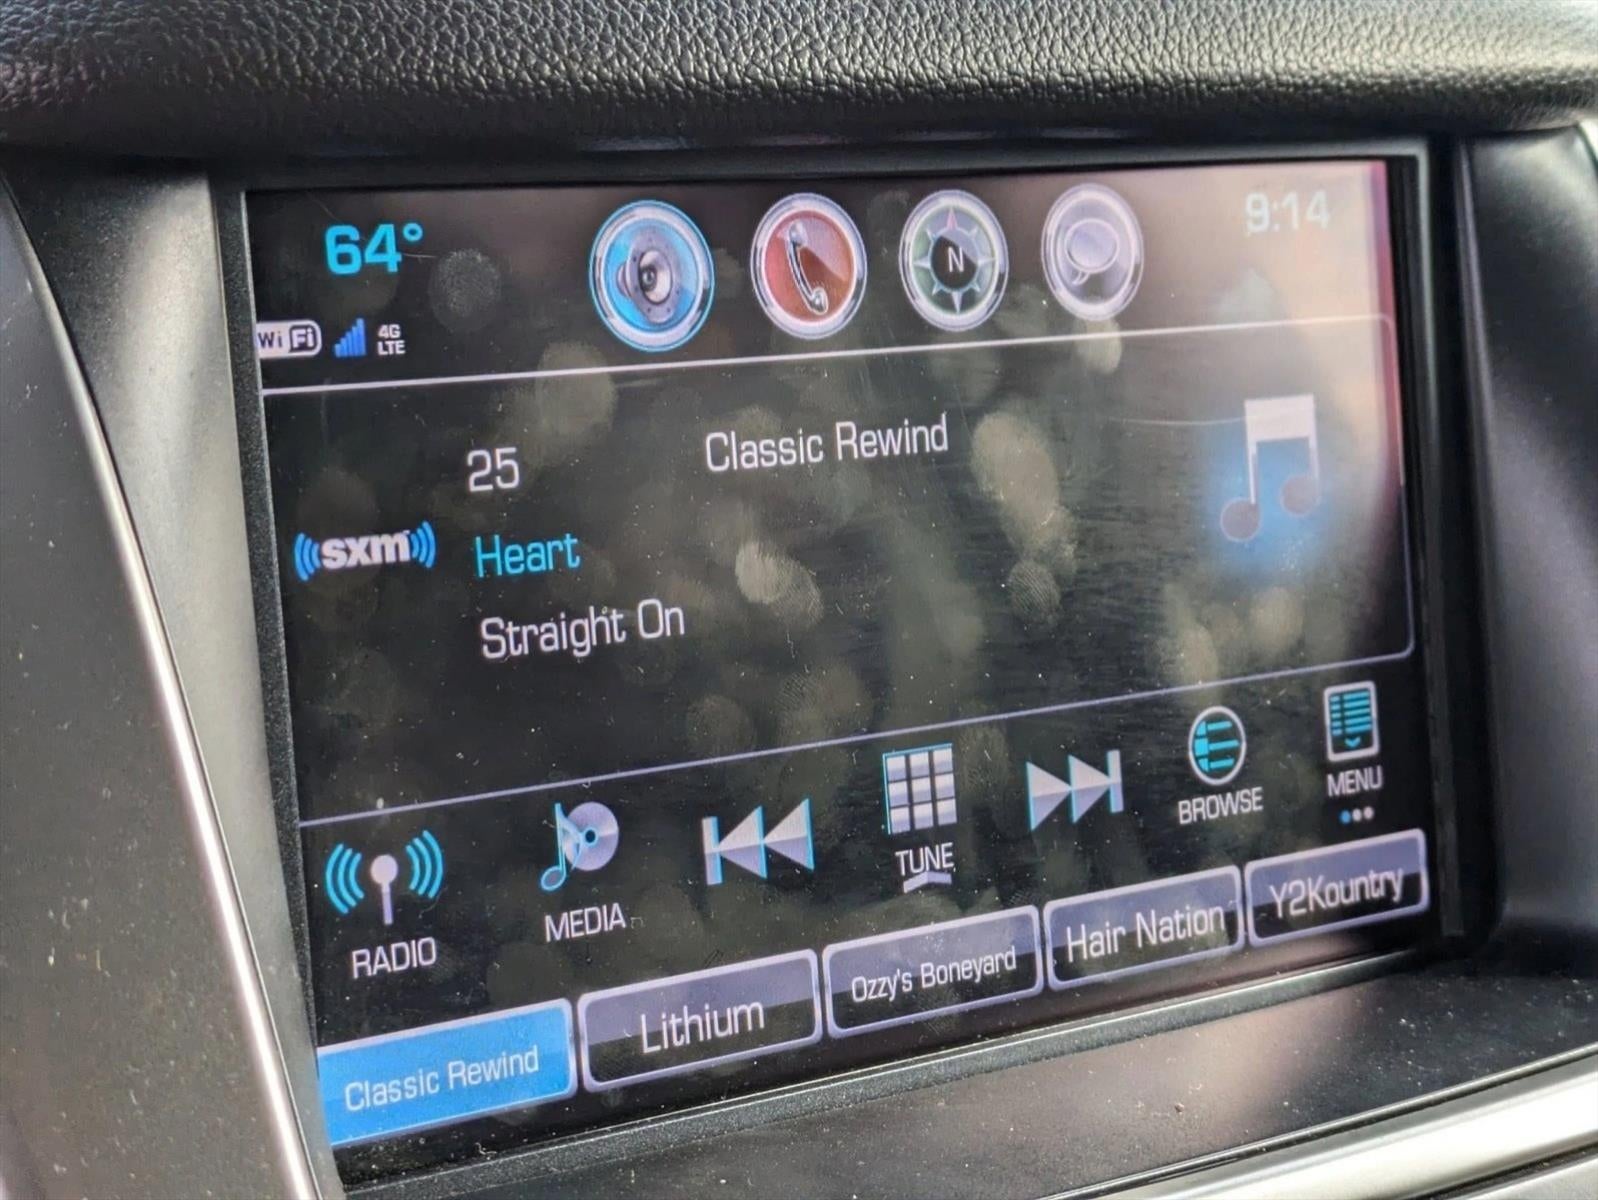 64°
9:14
WiFi
4G
LTE
N
25
Classic Rewind
sxm
Heart
Straight On
RADIO
MEDIA
TUNE
BROWSE
MENU
Classic Rewind
Lithium
Ozzy's Boneyard
Hair Nation
Y2Kountry